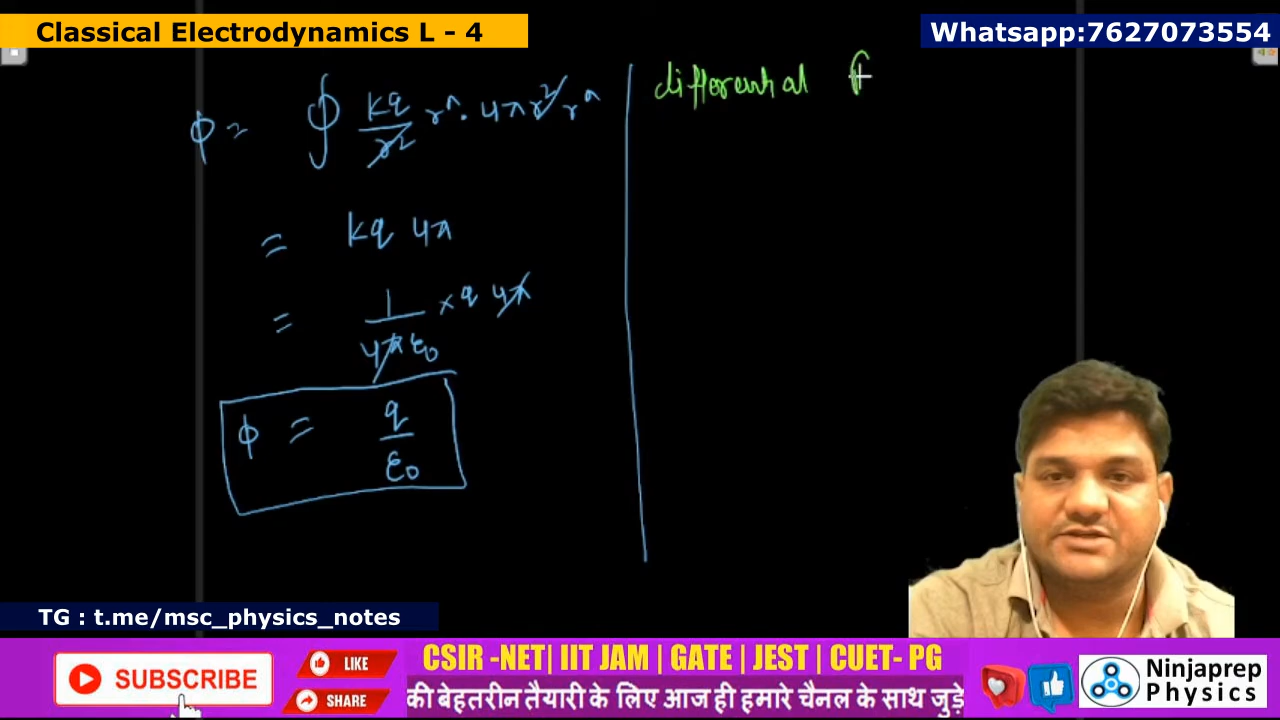 Classical Electrodynamics L - 4
Whatsapp:7627073554
ϕ = ∮ kq/r² r^ . 4πr² r^
= kq 4π
= 1/4πε₀ × q 4π
ϕ = q/ε₀
differential f
TG : t.me/msc_physics_notes
SUBSCRIBE
LIKE
SHARE
CSIR -NET| IIT JAM | GATE | JEST | CUET- PG
की बेहतरीन तैयारी के लिए आज ही हमारे चैनल के साथ जुड़े
Ninjaprep
Physics